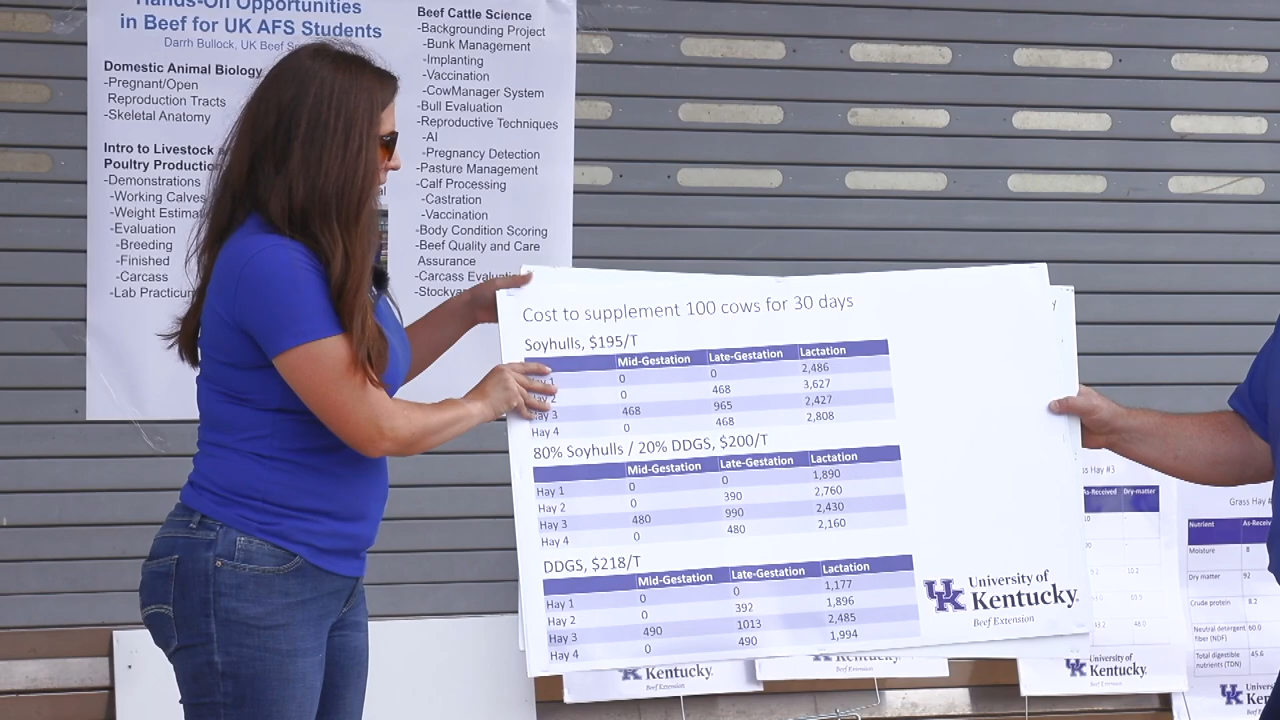 Hands-On Opportunities
in Beef for UK AFS Students
Darrh Bullock, UK Beef
Domestic Animal Biology
-Pregnant/Open
Reproduction Tracts
-Skeletal Anatomy
Intro to Livestock
Poultry Production
-Demonstrations
-Working Calves
-Weight
-Evaluation
-Breeding
-Finished
-Carcass
-Lab Practicum
Beef Cattle Science
-Backgrounding Project
-Bunk Management
-Implanting
-Vaccination
-CowManager System
-Bull Evaluation
-Reproductive Techniques
-AI
-Pregnancy Detection
-Pasture Management
-Calf Processing
-Castration
-Vaccination
-Body Condition Scoring
-Beef Quality and Care
Assurance
-Carcass
Cost to supplement 100 cows for 30 days
Soyhulls, $195/T
Mid-Gestation Late-Gestation Lactation
0 0 2,486
0 468 3,627
Hay 3 468 965 2,427
Hay 4 0 468 2,808
80% Soyhulls / 20% DDGS, $200/T
Mid-Gestation Late-Gestation Lactation
Hay 1 0 0 1,890
Hay 2 0 390 2,760
Hay 3 480 990 2,430
Hay 4 0 480 2,160
DDGS, $218/T
Mid-Gestation Late-Gestation Lactation
Hay 1 0 0 1,177
Hay 2 0 392 1,896
Hay 3 490 1013 2,485
Hay 4 0 490 1,994
UK University of
Kentucky
Beef Extension
y
Hay #3
As-Received Dry-matter
Grass Hay
Nutrient
Moisture 8
Dry matter 92
Crude protein 8.2
Neutral detergent 60.0
fiber (NDF)
Total digestible 45.6
nutrients (TDN)
Kentucky
Beef Extension
Kentucky
Beef Extension
UK University of
Kentucky
Beef Extension
UK